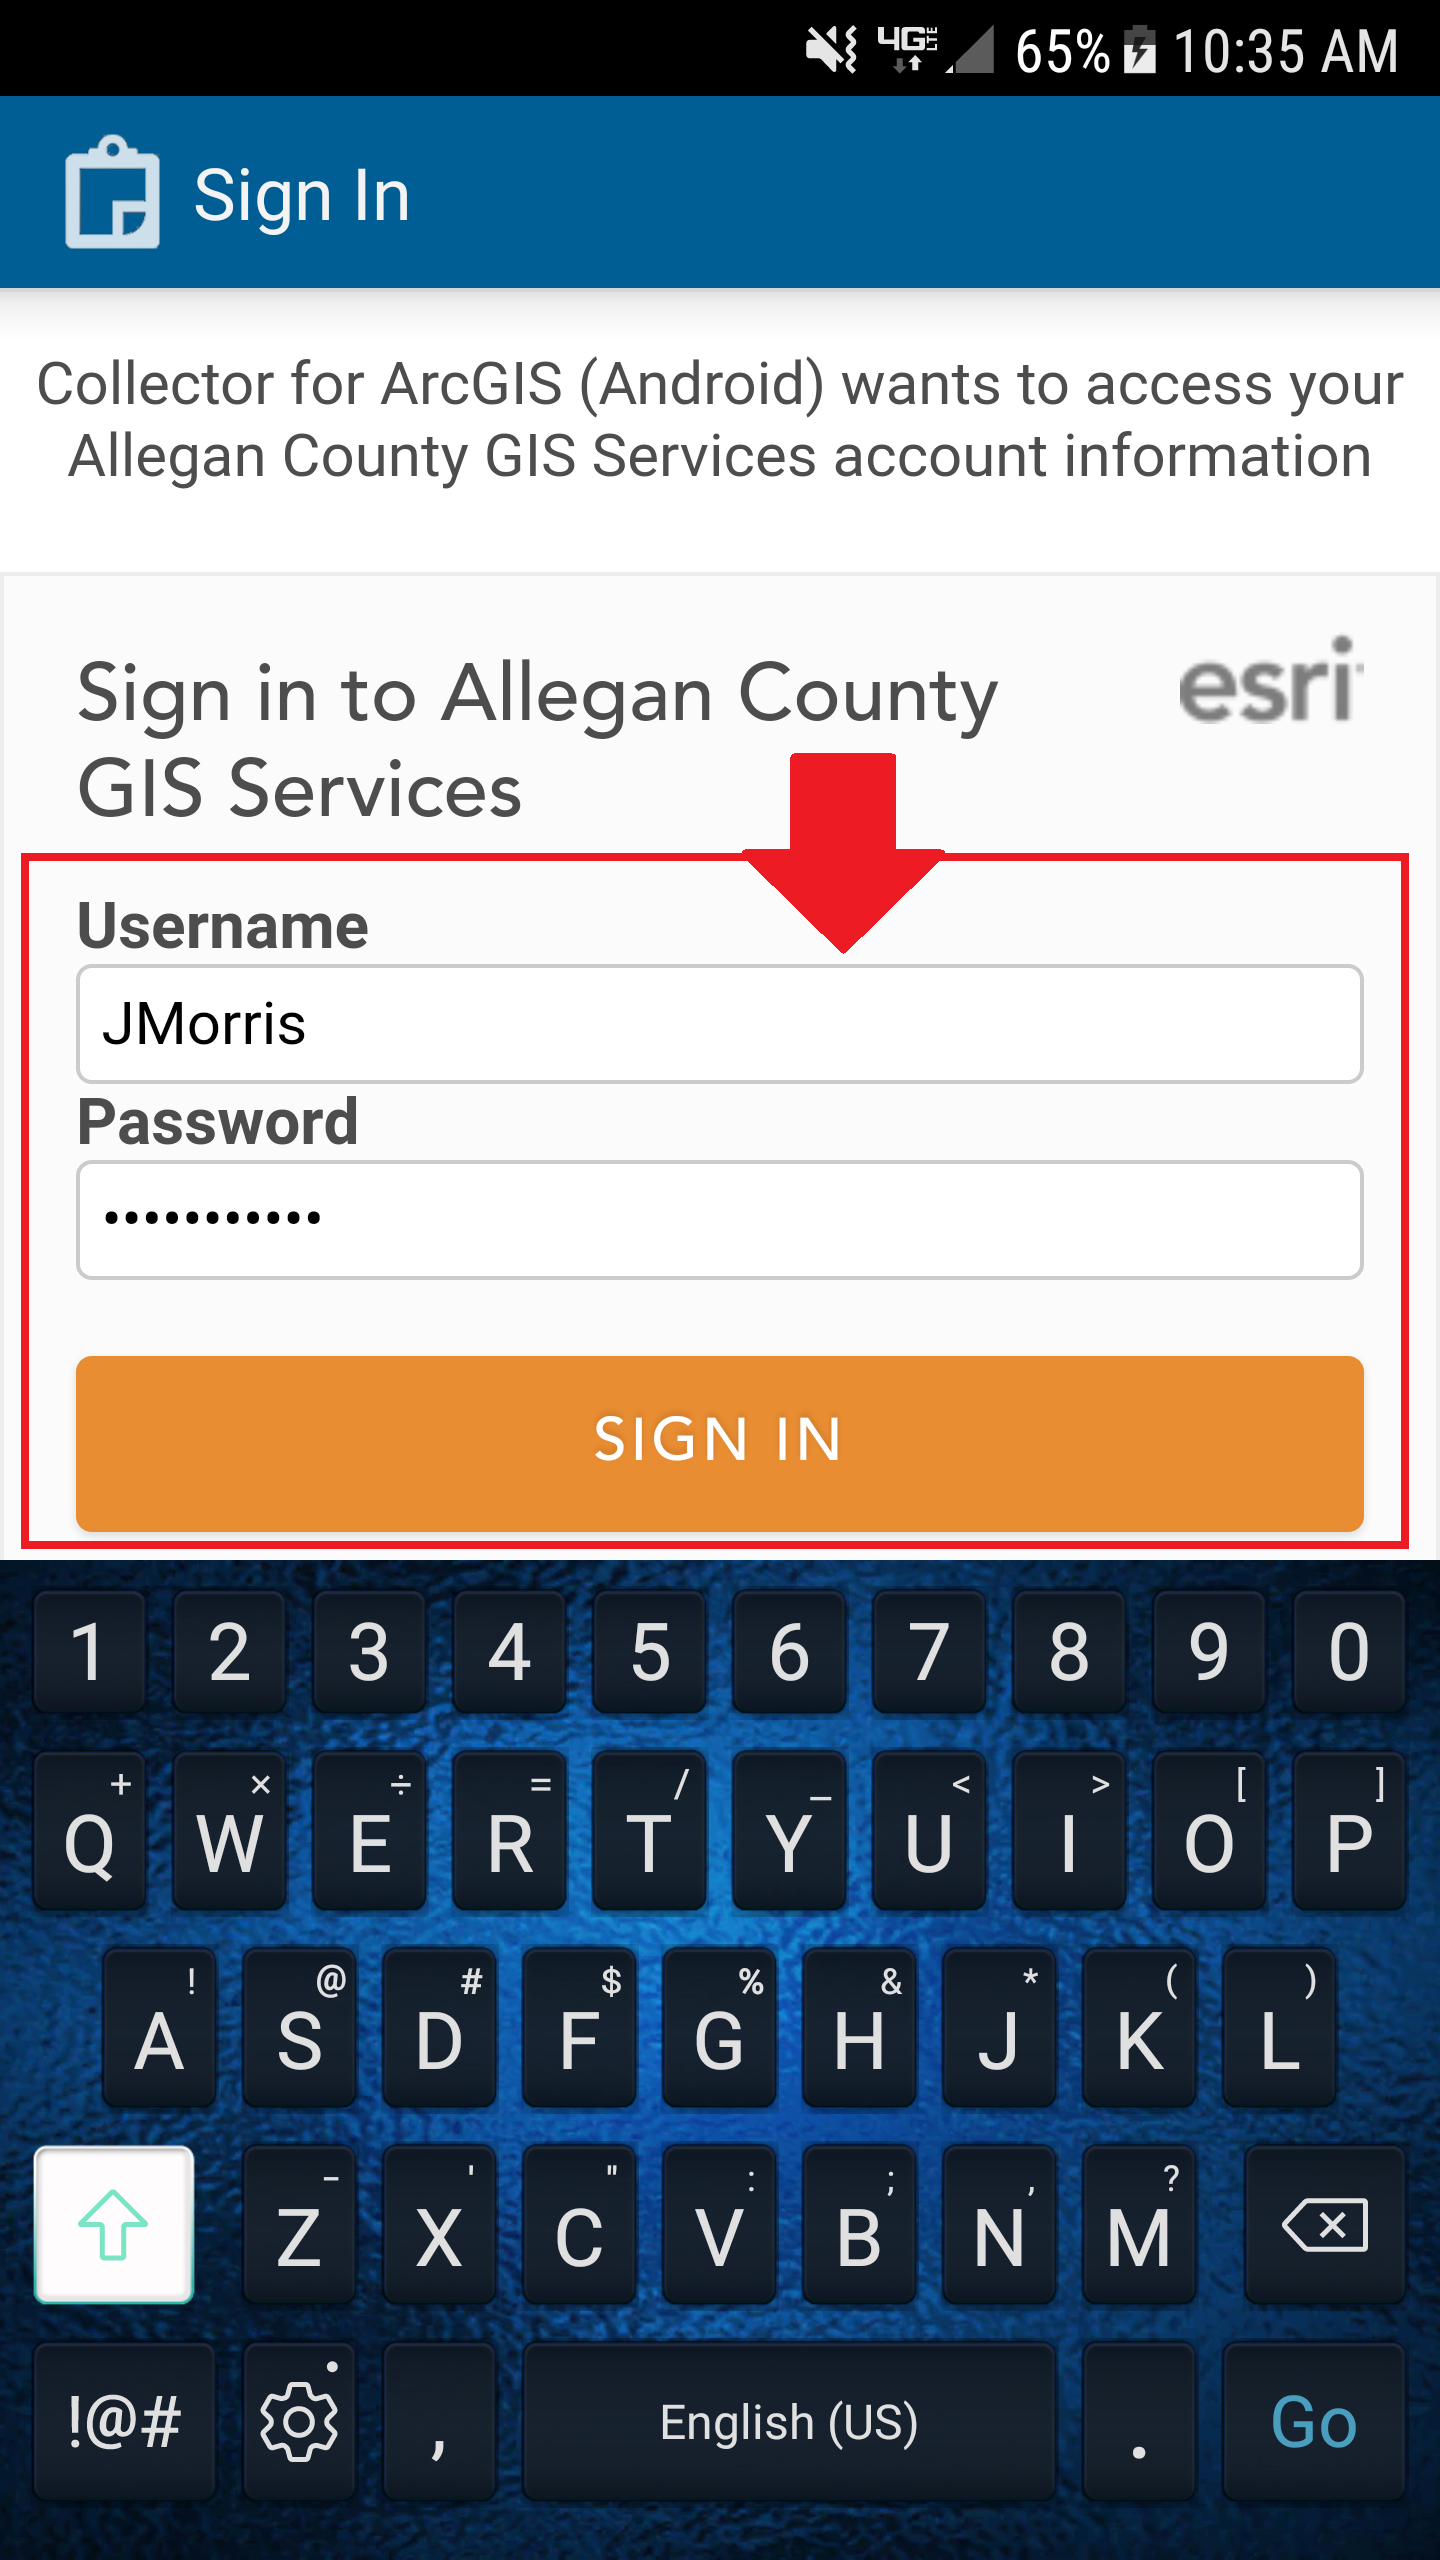 4G LTE 65% 10:35 AM
Sign In
Collector for ArcGIS (Android) wants to access your
Allegan County GIS Services account information
Sign in to Allegan County
GIS Services
esri
Username
JMorris
Password
•••••••••••
SIGN IN
1 2 3 4 5 6 7 8 9 0
+ × ÷ = / _ < > [ ]
Q W E R T Y U I O P
! @ # $ % & * ( )
A S D F G H J K L
- ' " : ; , ?
Z X C V B N M
!@# , English (US) . Go